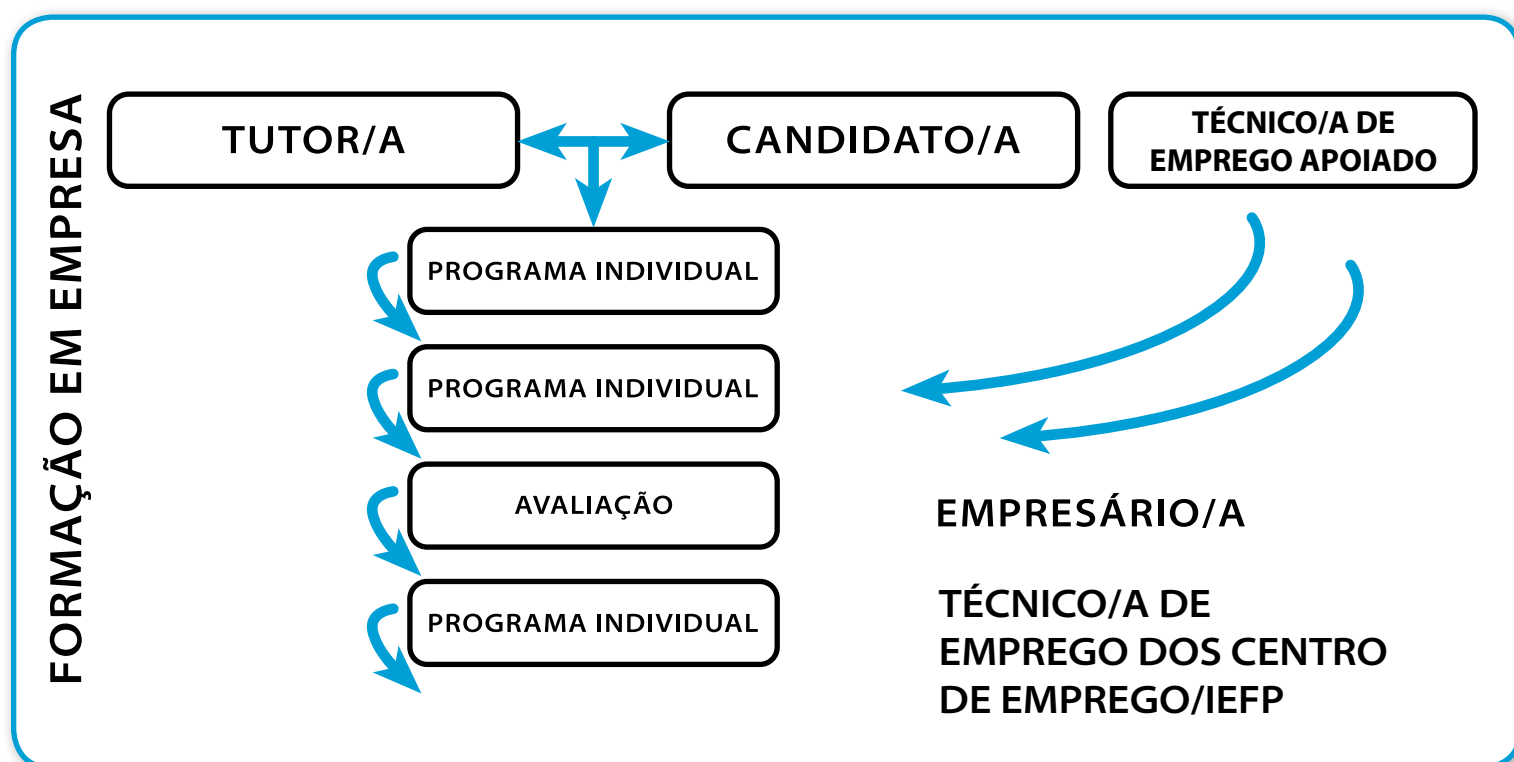 FORMAÇÃO EM EMPRESA
TUTOR/A
CANDIDATO/A
TÉCNICO/A DE
EMPREGO APOIADO
PROGRAMA INDIVIDUAL
PROGRAMA INDIVIDUAL
AVALIAÇÃO
PROGRAMA INDIVIDUAL
EMPRESÁRIO/A
TÉCNICO/A DE
EMPREGO DOS CENTRO
DE EMPREGO/IEFP